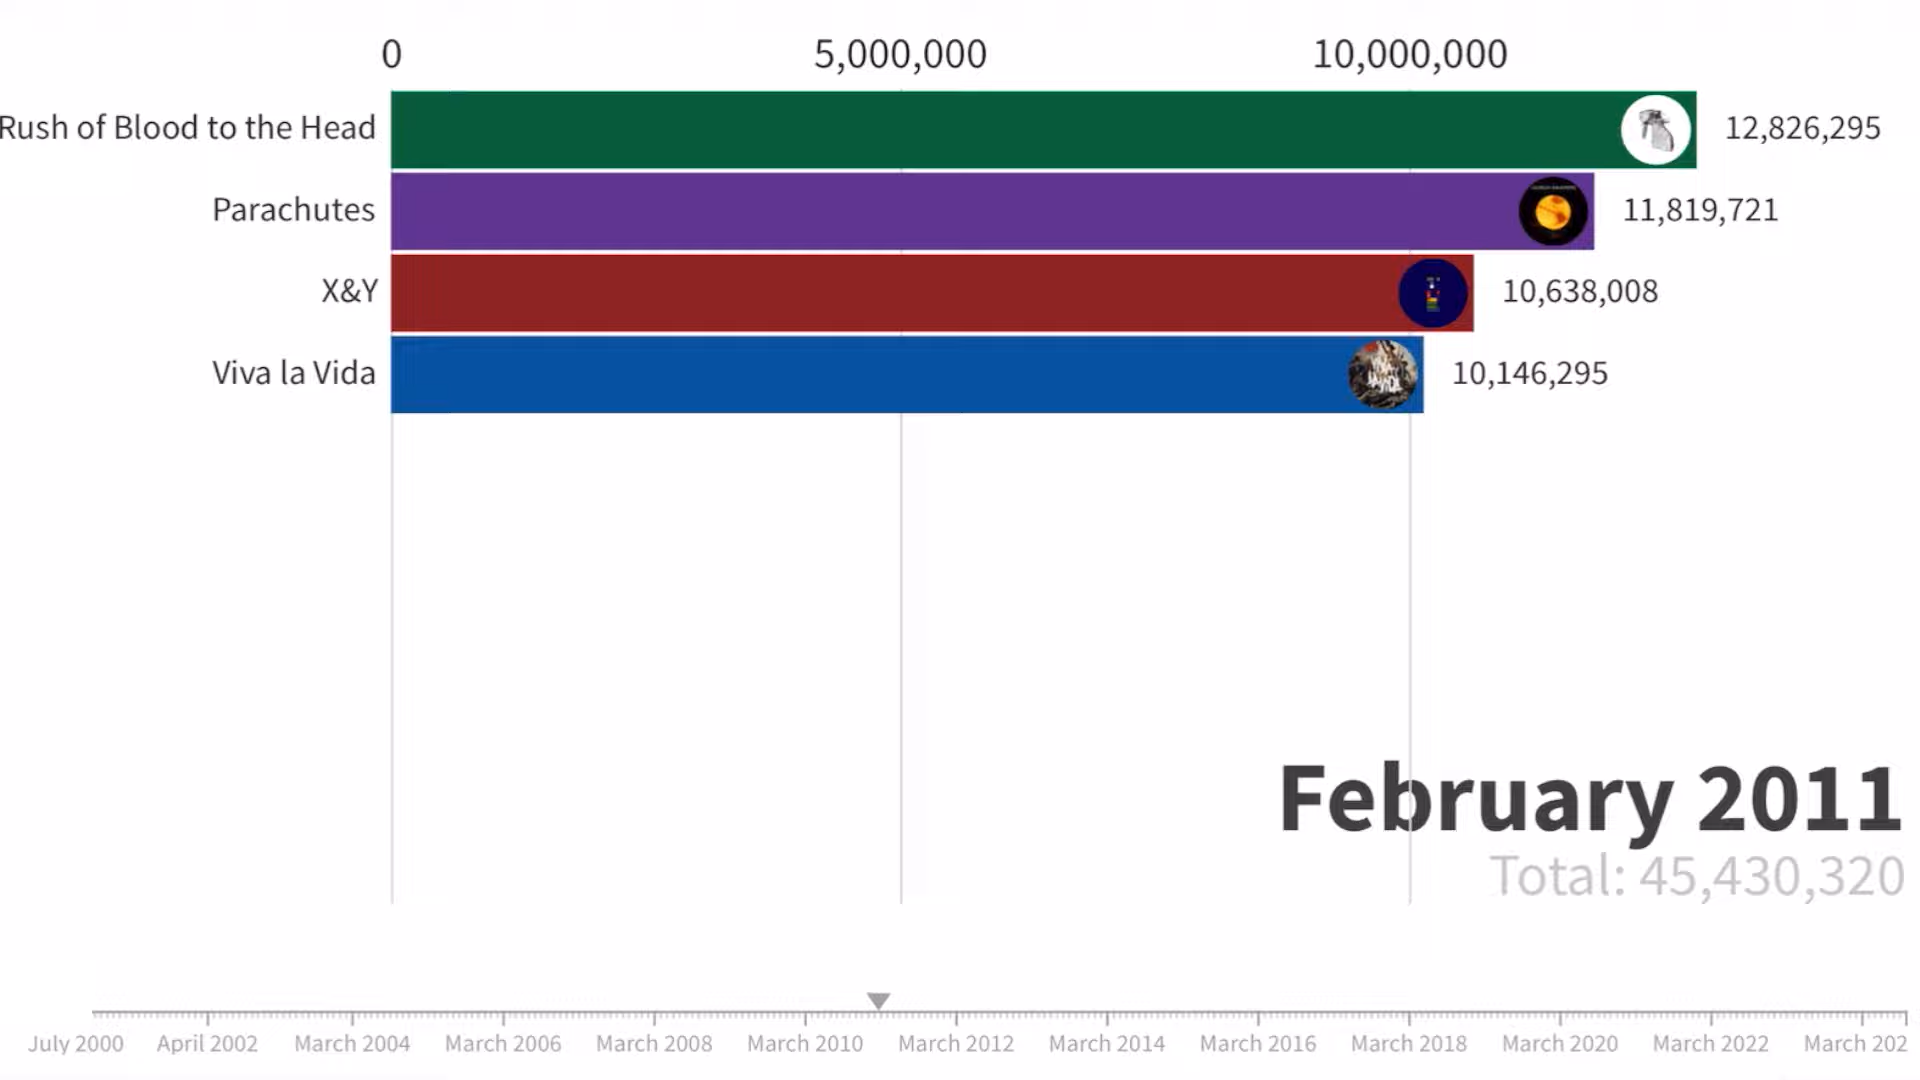 0 5,000,000 10,000,000
Rush of Blood to the Head 12,826,295
Parachutes 11,819,721
X&Y 10,638,008
Viva la Vida 10,146,295
February 2011
Total: 45,430,320
July 2000 April 2002 March 2004 March 2006 March 2008 March 2010 March 2012 March 2014 March 2016 March 2018 March 2020 March 2022 March 202